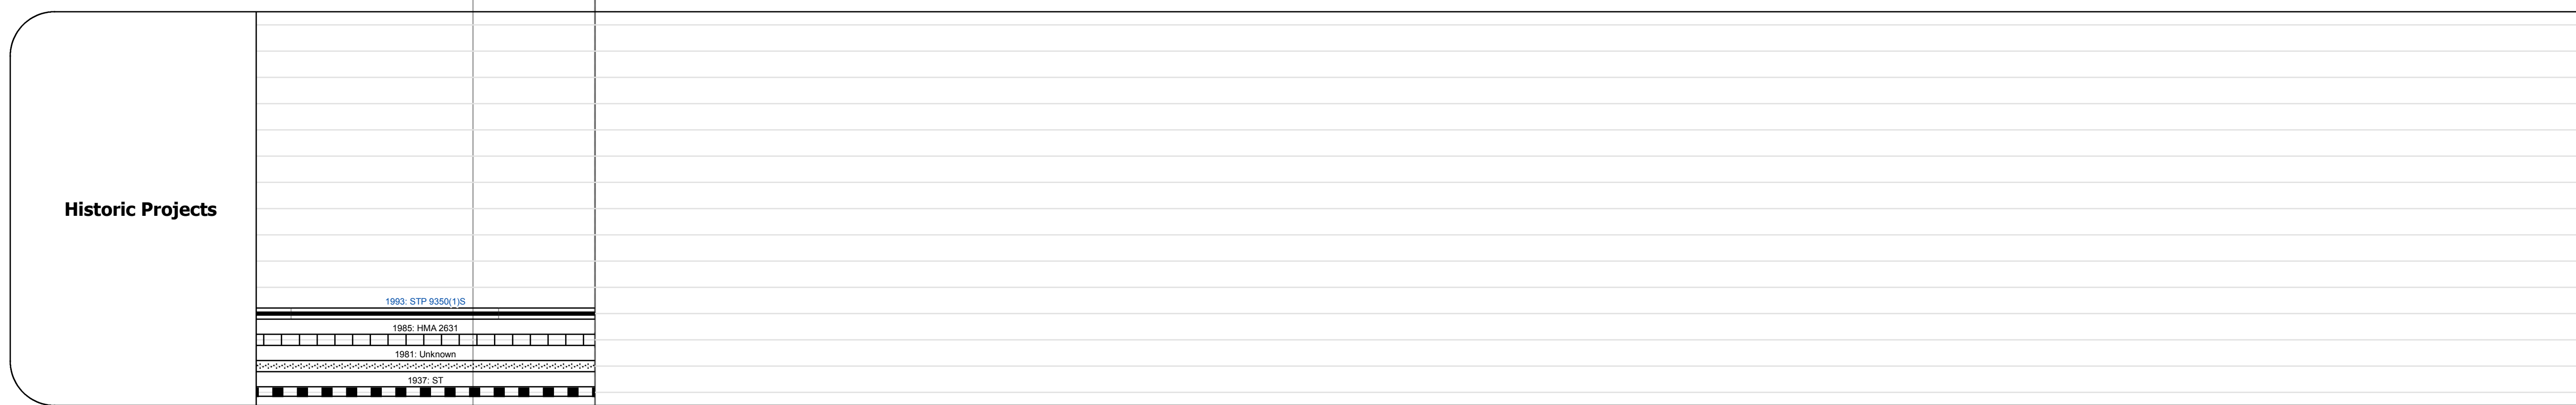 Historic Projects
1993: STP 9350(1)S
1985: HMA 2631
1981: Unknown
1937: ST